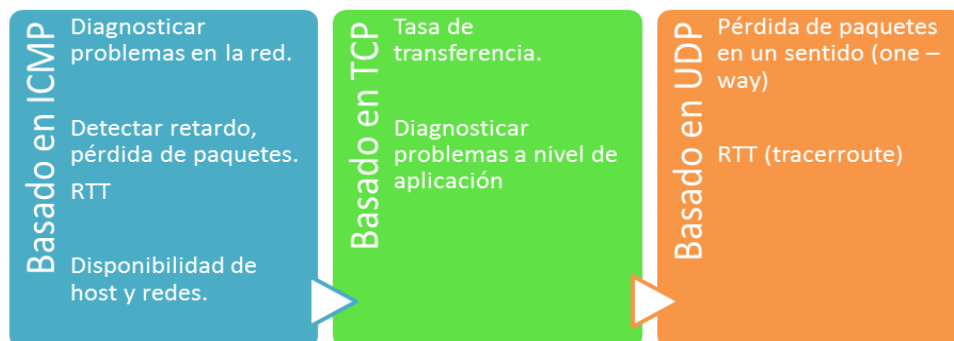 Basado en ICMP
Diagnosticar
problemas en la red.
Detectar retardo,
pérdida de paquetes.
RTT
Disponibilidad de
host y redes.
Basado en TCP
Tasa de
transferencia.
Diagnosticar
problemas a nivel de
aplicación
Basado en UDP
Pérdida de paquetes
en un sentido (one –
way)
RTT (tracerroute)